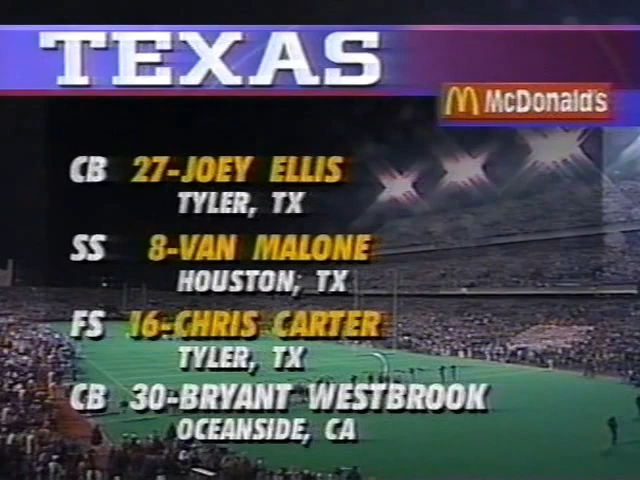 TEXAS
McDonald's
CB 27-JOEY ELLIS
TYLER, TX
SS 8-VAN MALONE
HOUSTON, TX
FS 16-CHRIS CARTER
TYLER, TX
CB 30-BRYANT WESTBROOK
OCEANSIDE, CA